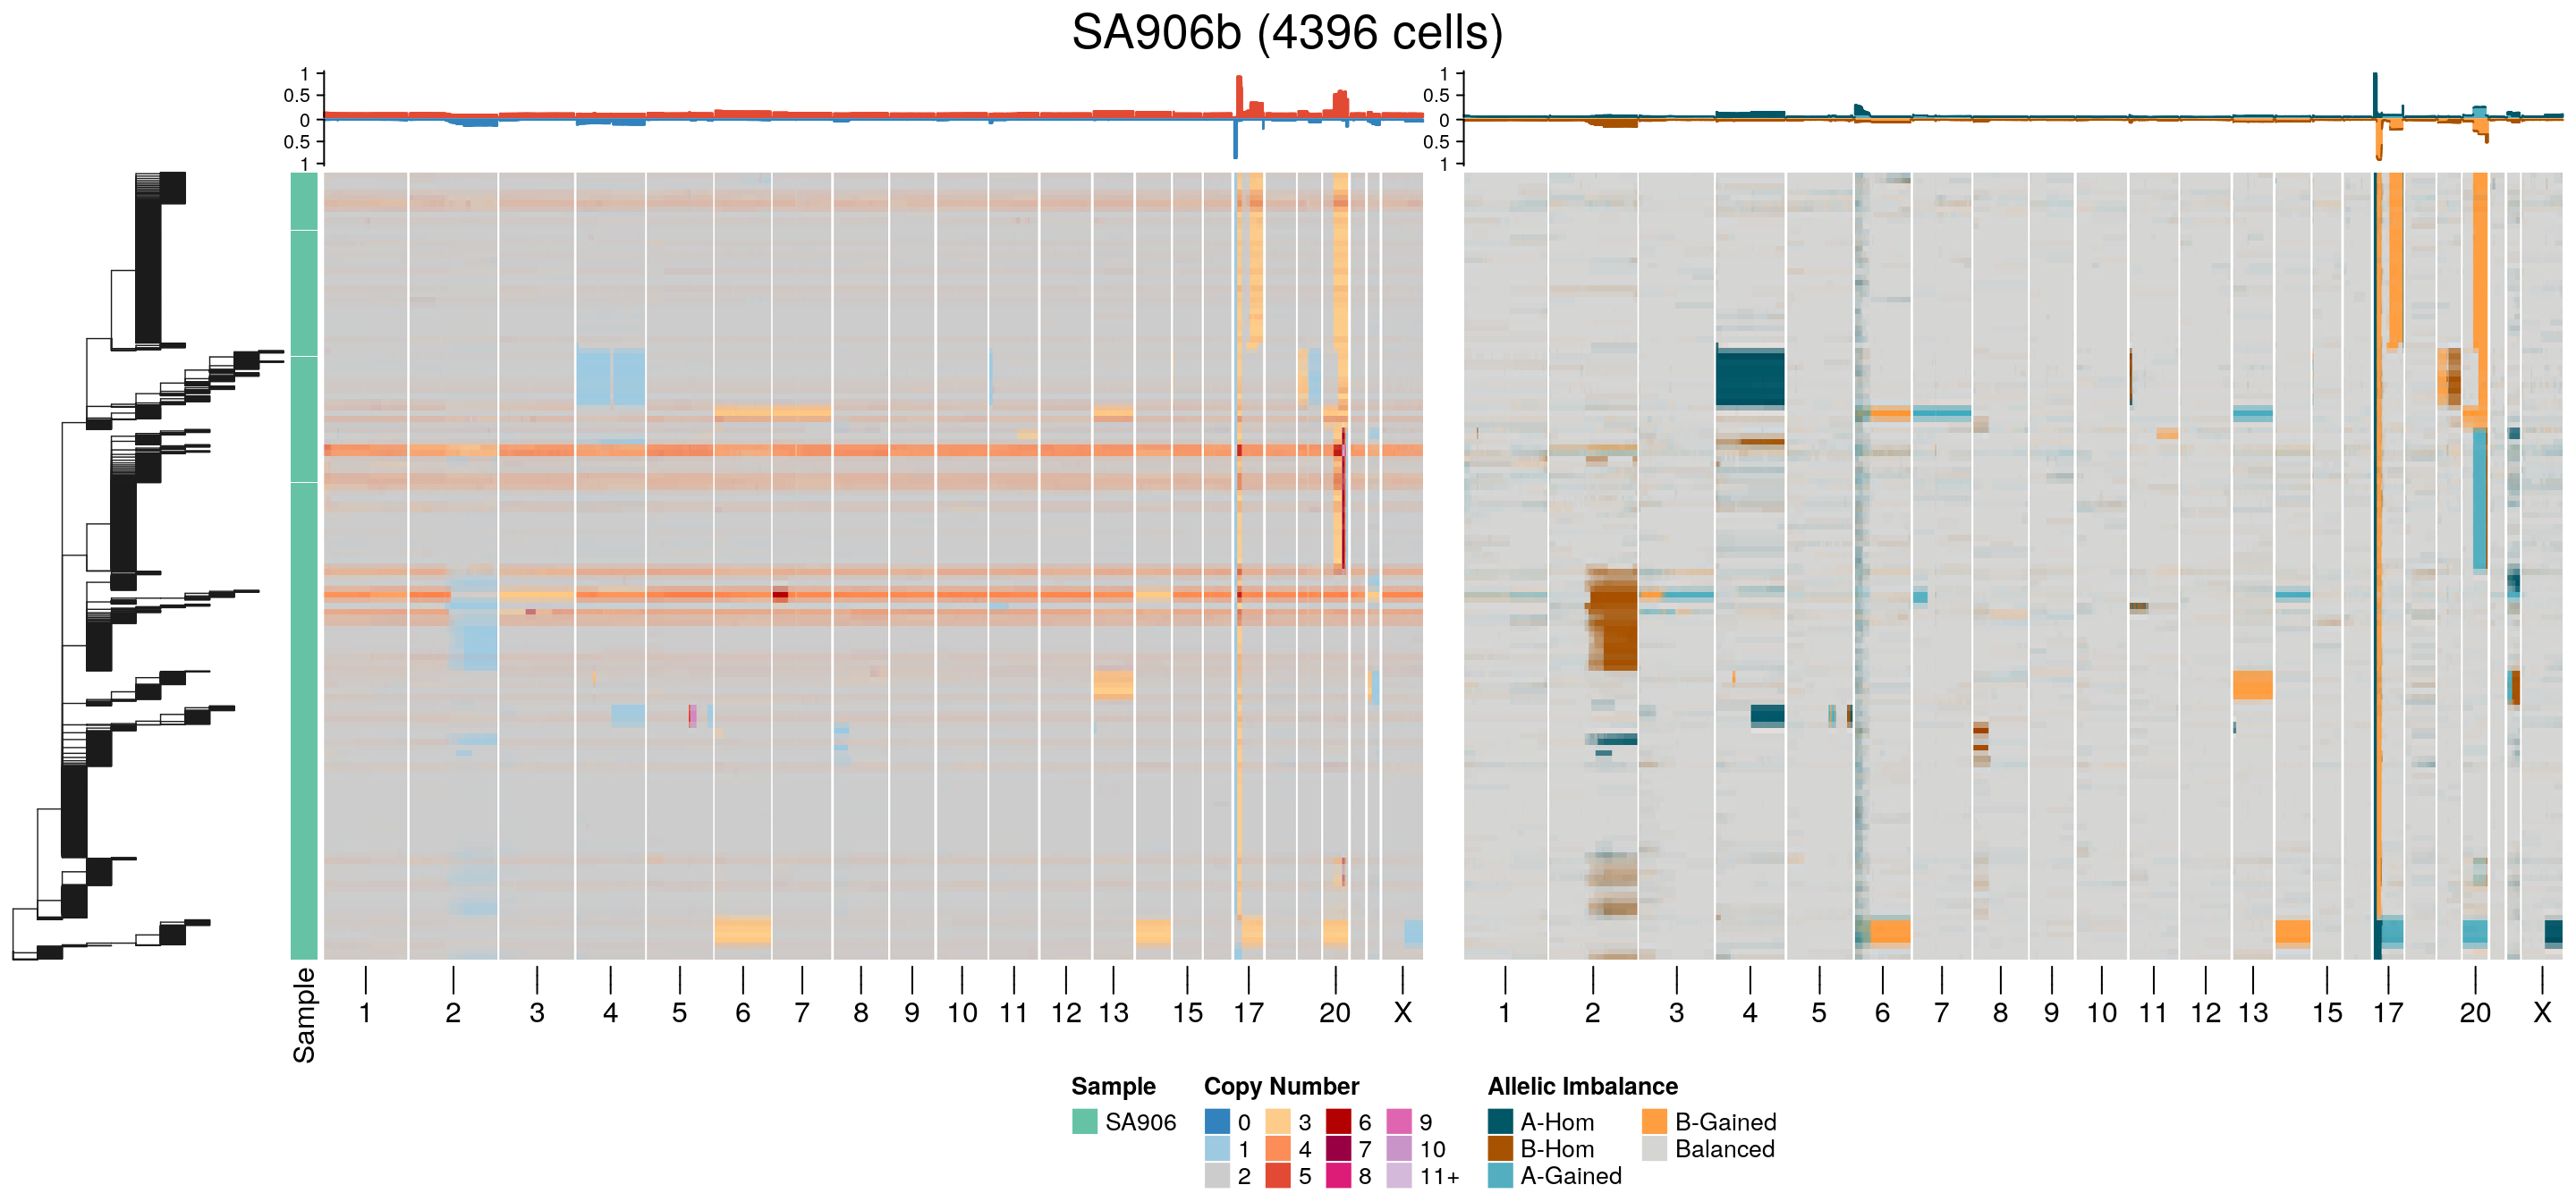 SA906b (4396 cells)
1 1
0.5 0.5
0 0
0.5 0.5
1 1
Sample
1 2 3 4 5 6 7 8 9 10 11 12 13 15 17 20 X
1 2 3 4 5 6 7 8 9 10 11 12 13 15 17 20 X
Sample Copy Number Allelic Imbalance
SA906 0 3 6 9 A-Hom B-Gained
1 4 7 10 B-Hom Balanced
2 5 8 11+ A-Gained